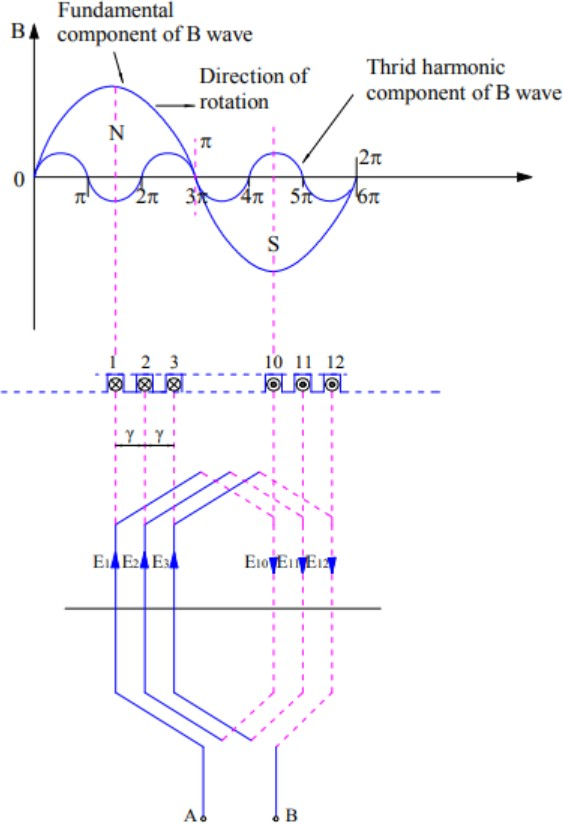 Fundamental
component of B wave
B
Direction of
rotation
Thrid harmonic
component of B wave
N
π
2π
0
π
2π
3π
4π
5π
6π
S
1 2 3 10 11 12
γ γ
E1 E2 E3 E10 E11 E12
A B